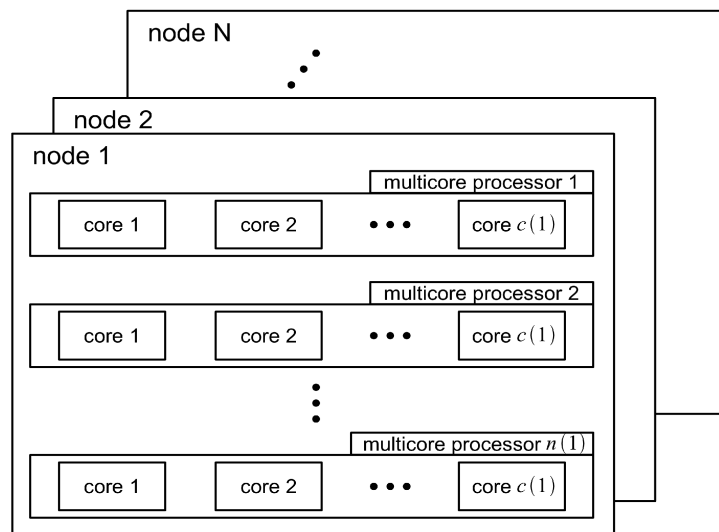 node N
node 2
node 1
multicore processor 1
core 1 core 2 ••• core c(1)
multicore processor 2
core 1 core 2 ••• core c(1)
multicore processor n(1)
core 1 core 2 ••• core c(1)